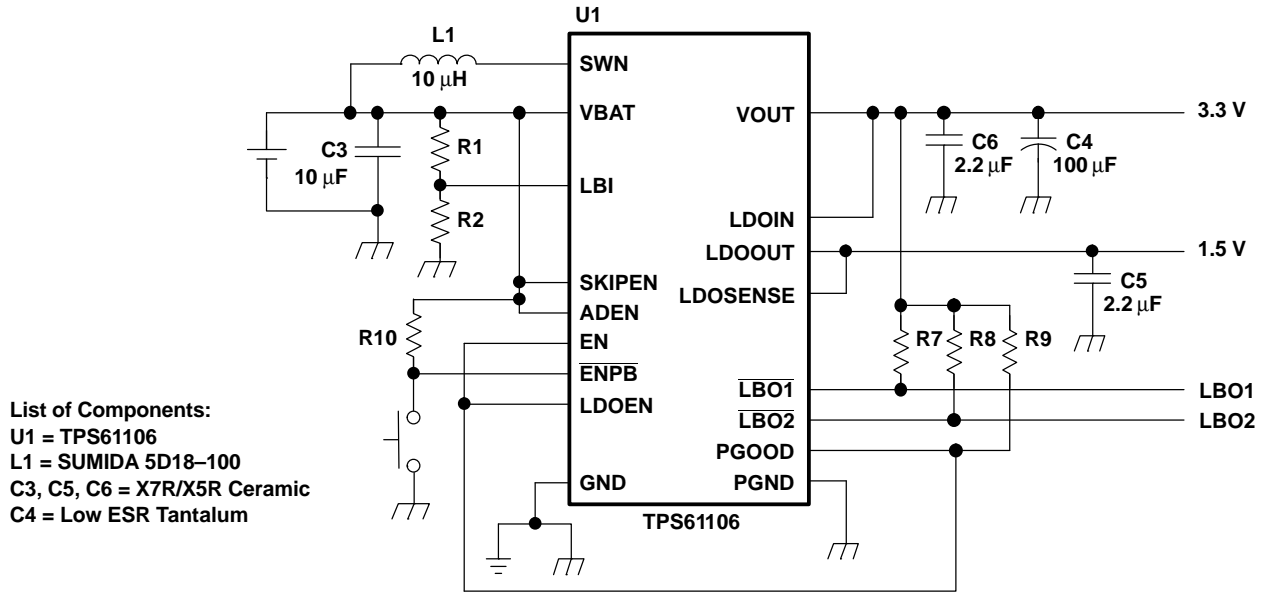 U1
L1
10 μH
SWN
VBAT
VOUT
3.3 V
C3
10 μF
R1
C6
2.2 μF
C4
100 μF
LBI
R2
LDOIN
LDOOUT
1.5 V
SKIPEN
LDOSENSE
C5
2.2 μF
ADEN
R10
EN
R7
R8
R9
ENPB
LBO1
LBO1
LDOEN
LBO2
LBO2
PGOOD
GND
PGND
TPS61106
List of Components:
U1 = TPS61106
L1 = SUMIDA 5D18–100
C3, C5, C6 = X7R/X5R Ceramic
C4 = Low ESR Tantalum